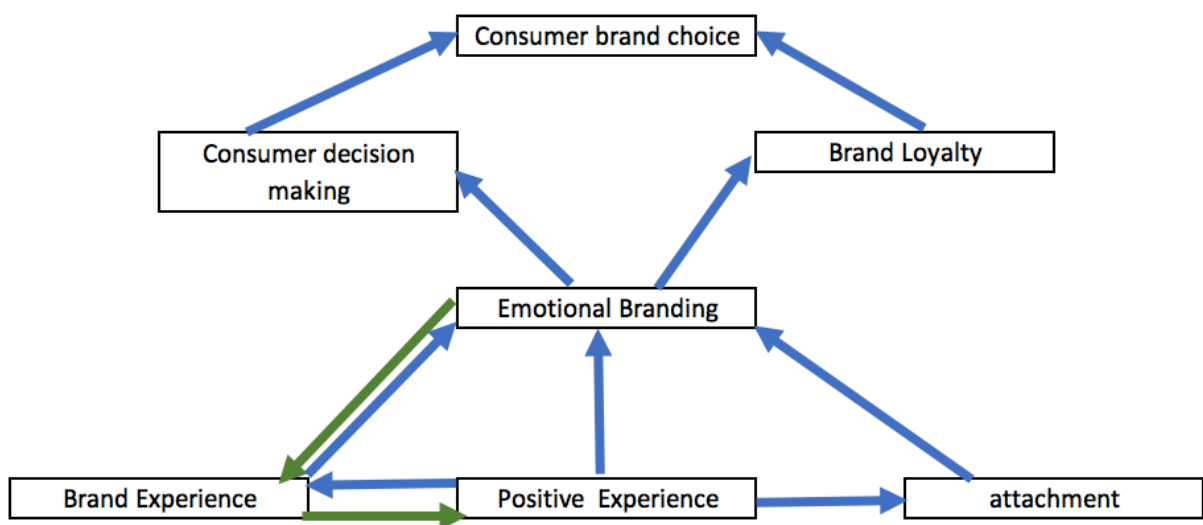 Consumer brand choice
Consumer decision
making
Brand Loyalty
Emotional Branding
Brand Experience
Positive  Experience
attachment